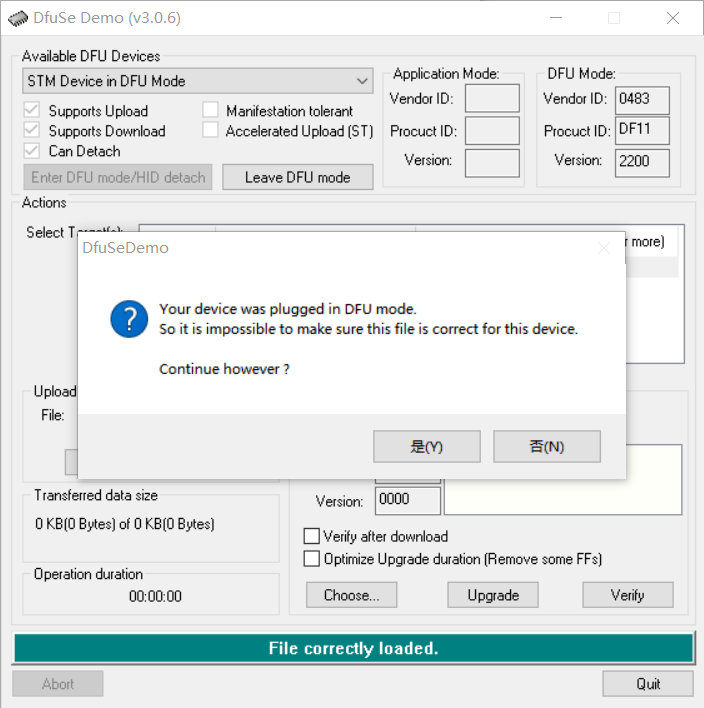 DfuSe Demo (v3.0.6)
Available DFU Devices
STM Device in DFU Mode
Supports Upload
Manifestation tolerant
Supports Download
Accelerated Upload (ST)
Can Detach
Enter DFU mode/HID detach
Leave DFU mode
Application Mode:
Vendor ID:
Procuct ID:
Version:
DFU Mode:
Vendor ID: 0483
Procuct ID: DF11
Version: 2200
Actions
Select Target(s):
r more)
DfuSeDemo
Your device was plugged in DFU mode.
So it is impossible to make sure this file is correct for this device.
Continue however ?
是(Y)
否(N)
Upload
File:
Transferred data size
0 KB(0 Bytes) of 0 KB(0 Bytes)
Operation duration
00:00:00
Version: 0000
Verify after download
Optimize Upgrade duration (Remove some FFs)
Choose...
Upgrade
Verify
File correctly loaded.
Abort
Quit